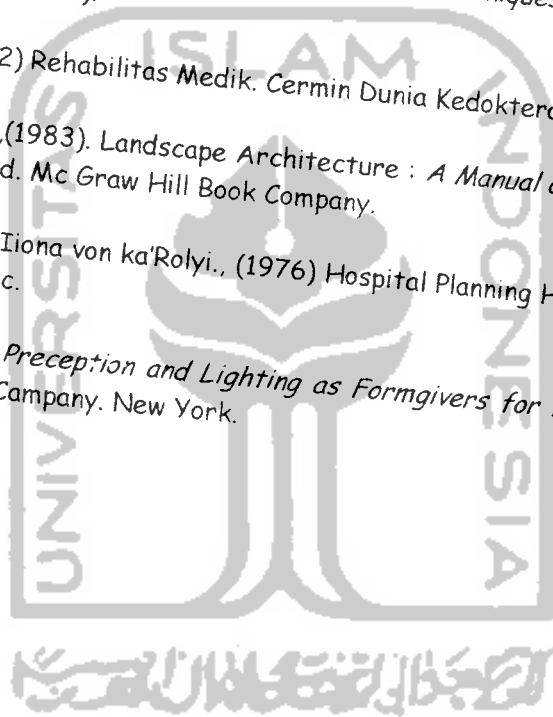 2) Rehabilitas Medik. Cermin Dunia Kedoktera
,(1983). Landscape Architecture : A Manual
d. Mc Graw Hill Book Company.
Iiona von ka'Rolyi., (1976) Hospital Planning H
c.
Preception and Lighting as Formgivers for
Campany. New York.
ISLAM
UNIVERSITAS
INDONESIA